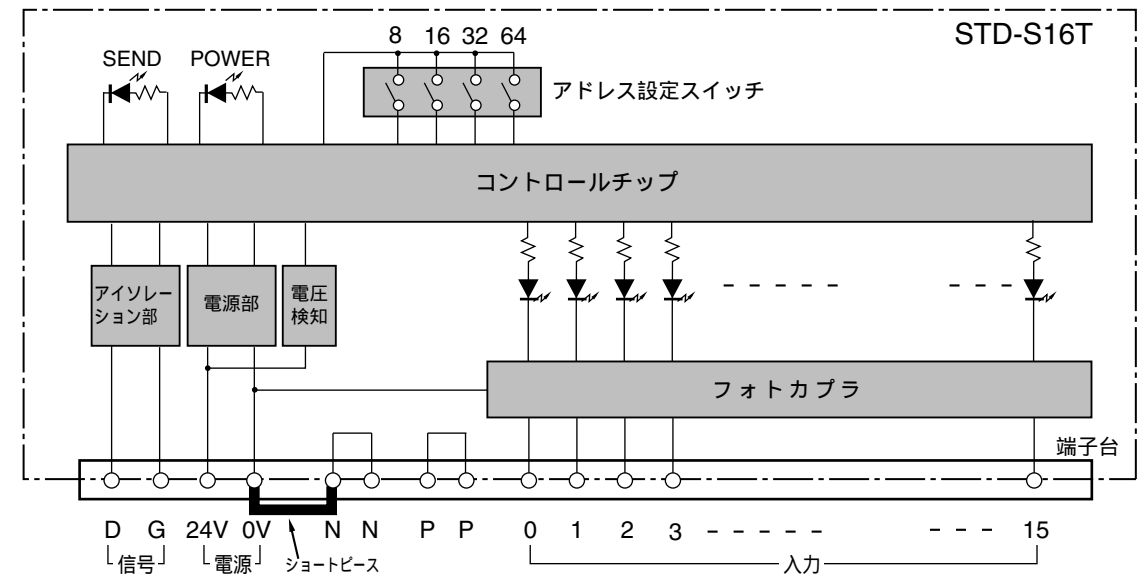 STD-S16T
8 16 32 64
SEND POWER
アドレス設定スイッチ
コントロールチップ
アイソレー
ション部
電源部
電圧
検知
フォトカプラ
端子台
D G 24V 0V N N P P 0 1 2 3 15
信号 電源 ショートピース 入力